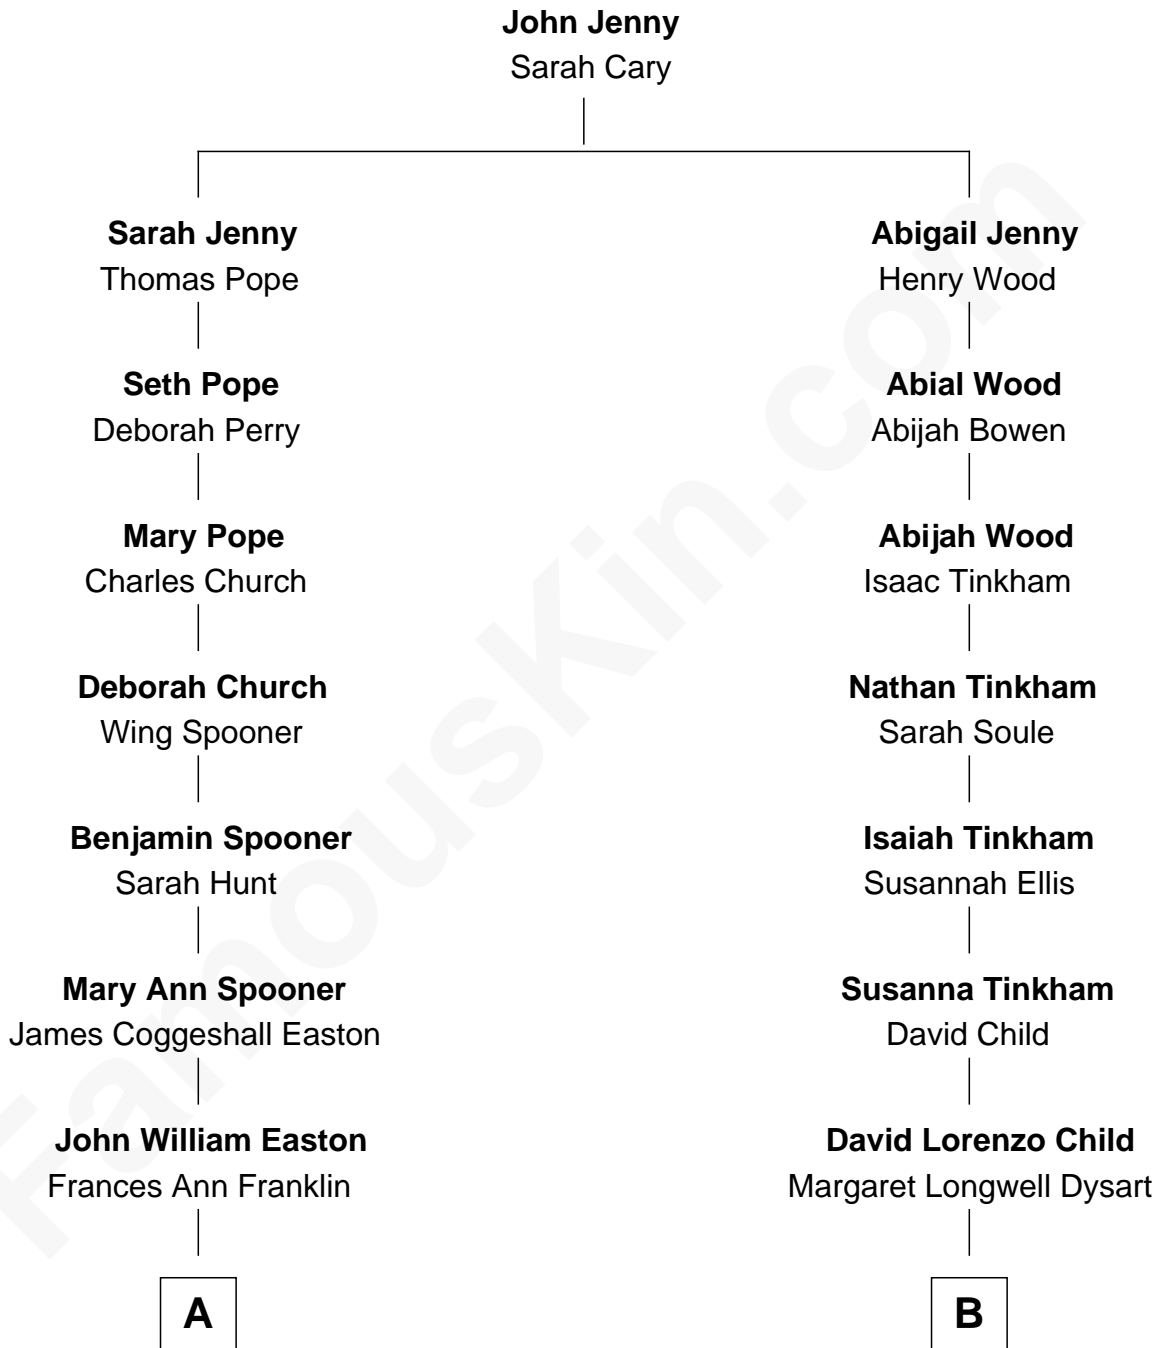 John Jenny
Sarah Cary
Sarah Jenny
Thomas Pope
Abigail Jenny
Henry Wood
Seth Pope
Deborah Perry
Abial Wood
Abijah Bowen
Mary Pope
Charles Church
Abijah Wood
Isaac Tinkham
Deborah Church
Wing Spooner
Nathan Tinkham
Sarah Soule
Benjamin Spooner
Sarah Hunt
Isaiah Tinkham
Susannah Ellis
Mary Ann Spooner
James Coggeshall Easton
Susanna Tinkham
David Child
John William Easton
Frances Ann Franklin
David Lorenzo Child
Margaret Longwell Dysart
A
B
FamousKin.com